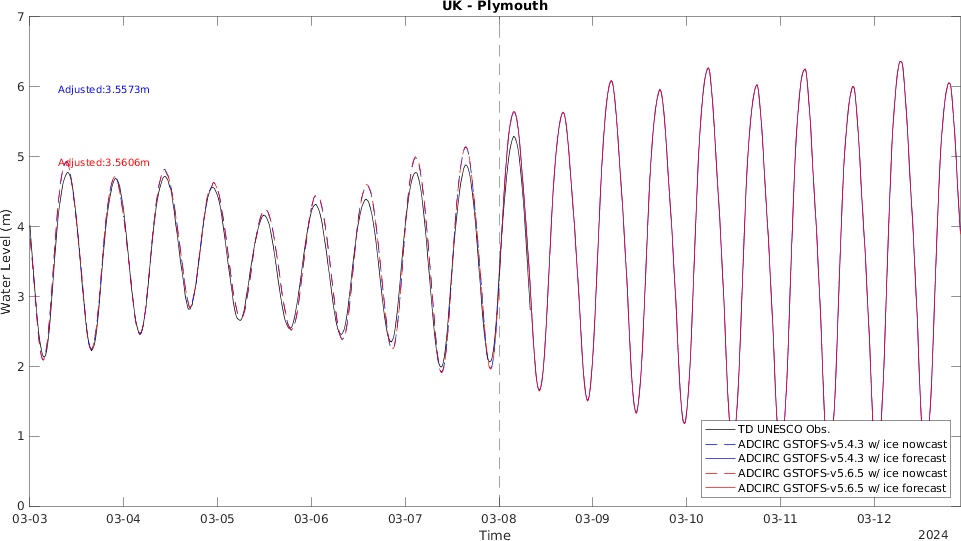 UK - Plymouth
7
6
5
4
3
2
1
0
Water Level (m)
Adjusted:3.5573m
Adjusted:3.5606m
TD UNESCO Obs.
ADCIRC GSTOFS-v5.4.3 w/ ice nowcast
ADCIRC GSTOFS-v5.4.3 w/ ice forecast
ADCIRC GSTOFS-v5.6.5 w/ ice nowcast
ADCIRC GSTOFS-v5.6.5 w/ ice forecast
03-03 03-04 03-05 03-06 03-07 03-08 03-09 03-10 03-11 03-12
Time
2024